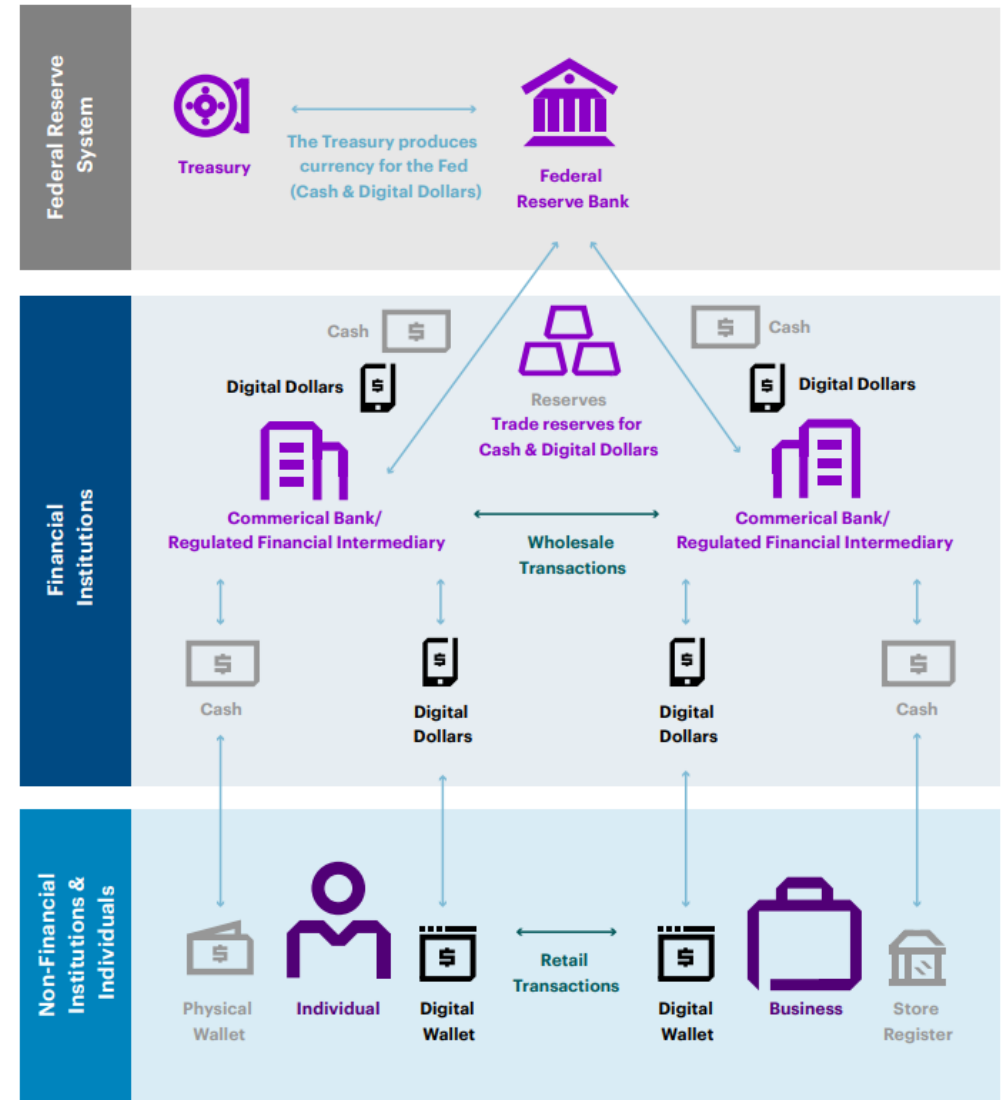 Federal Reserve
System
Treasury
The Treasury produces
currency for the Fed
(Cash & Digital Dollars)
Federal
Reserve Bank
Financial
Institutions
Cash
$
$
Cash
Digital Dollars
$
$
Digital Dollars
Reserves
Trade reserves for
Cash & Digital Dollars
Commerical Bank/
Regulated Financial Intermediary
Wholesale
Transactions
Commerical Bank/
Regulated Financial Intermediary
$
Cash
$
Digital
Dollars
$
Digital
Dollars
$
Cash
Non-Financial
Institutions &
Individuals
$
Physical
Wallet
Individual
$
Digital
Wallet
Retail
Transactions
$
Digital
Wallet
Business
Store
Register